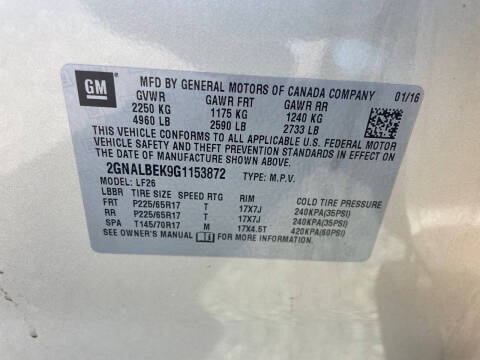 GM
MFD BY GENERAL MOTORS OF CANADA COMPANY 01/16
GVWR GAWR FRT GAWR RR
2250 KG 1175 KG 1240 KG
4960 LB 2590 LB 2733 LB
THIS VEHICLE CONFORMS TO ALL APPLICABLE U.S. FEDERAL MOTOR
VEHICLE SAFETY AND THEFT PREVENTION STANDARDS IN EFFECT ON
THE DATE OF MANUFACTURE SHOWN ABOVE.
2GNALBEK9G1153872 TYPE: M.P.V.
MODEL: LF26
LBBR TIRE SIZE SPEED RTG RIM COLD TIRE PRESSURE
FRT P225/65R17 T 17X7J 240KPA(35PSI)
RR P225/65R17 T 17X7J 240KPA(35PSI)
SPA T145/70R17 M 17X4.5T 420KPA(60PSI)
SEE OWNER'S MANUAL FOR MORE INFORMATION